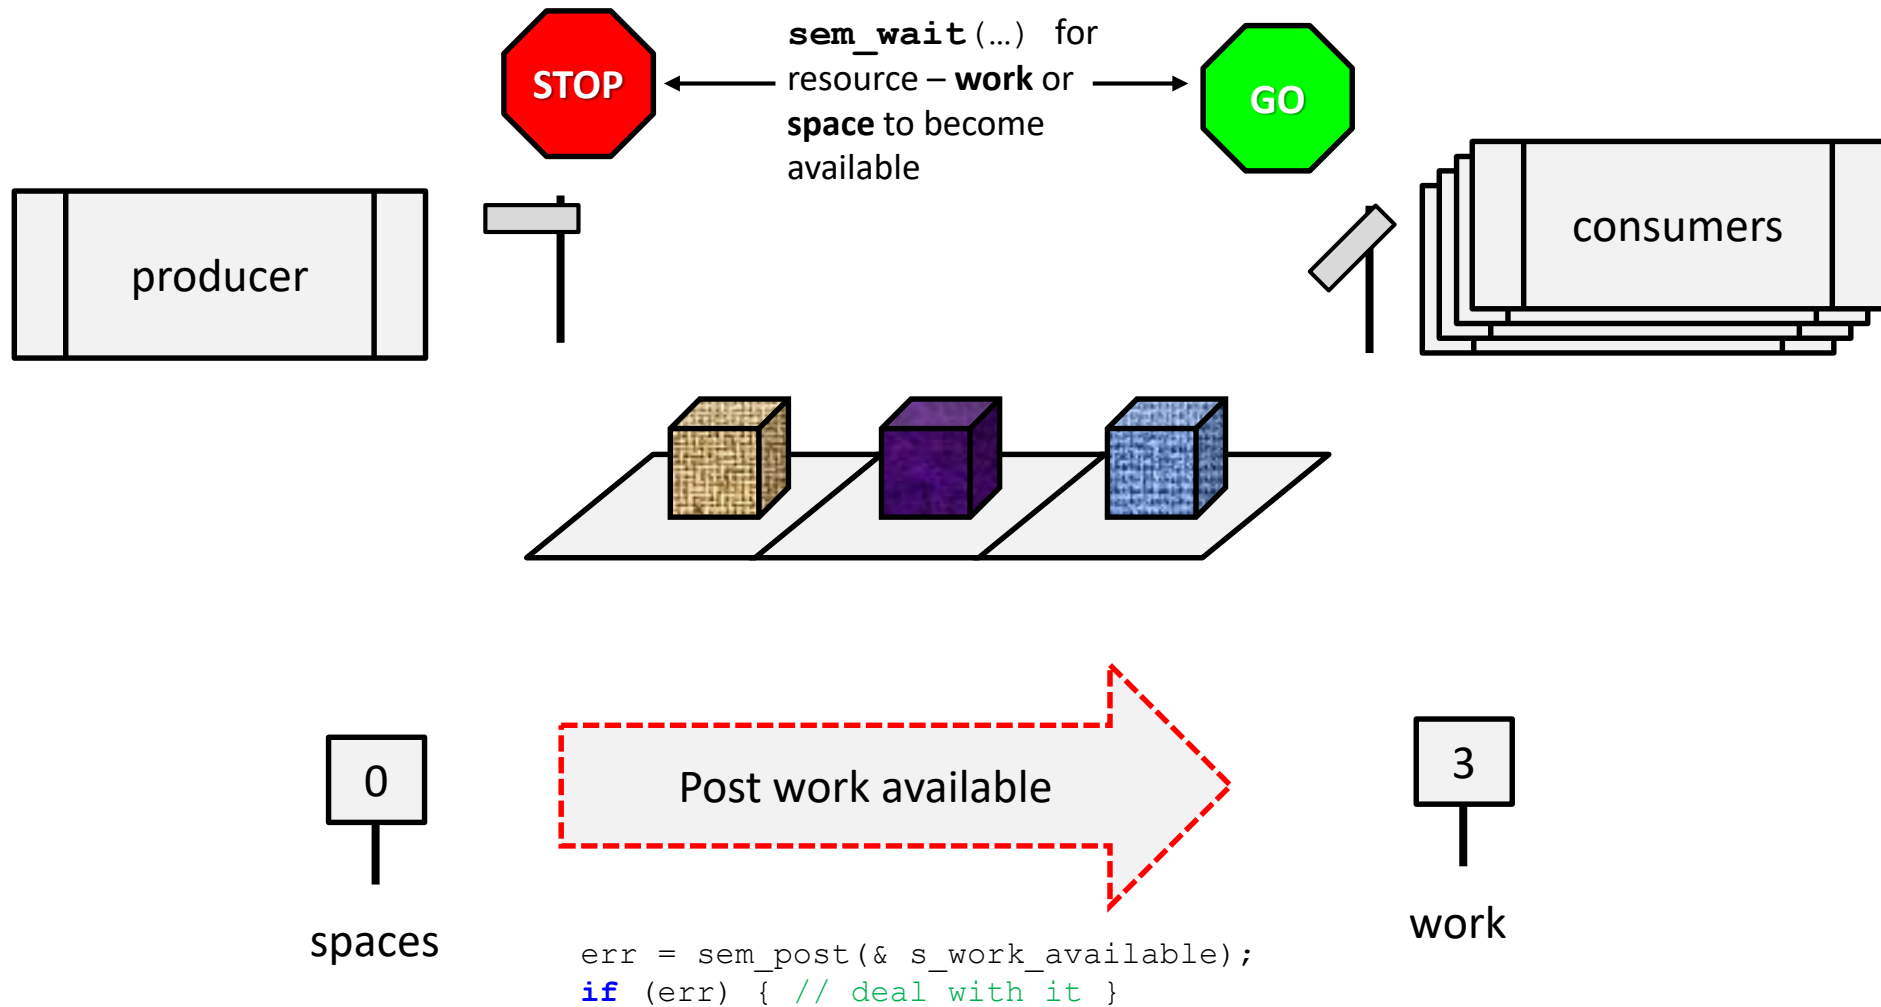 STOP
sem_wait(…) for
resource – work or
space to become
available
GO
producer
consumers
0
Post work available
3
spaces
work
err = sem_post(& s_work_available);
if (err) { // deal with it }